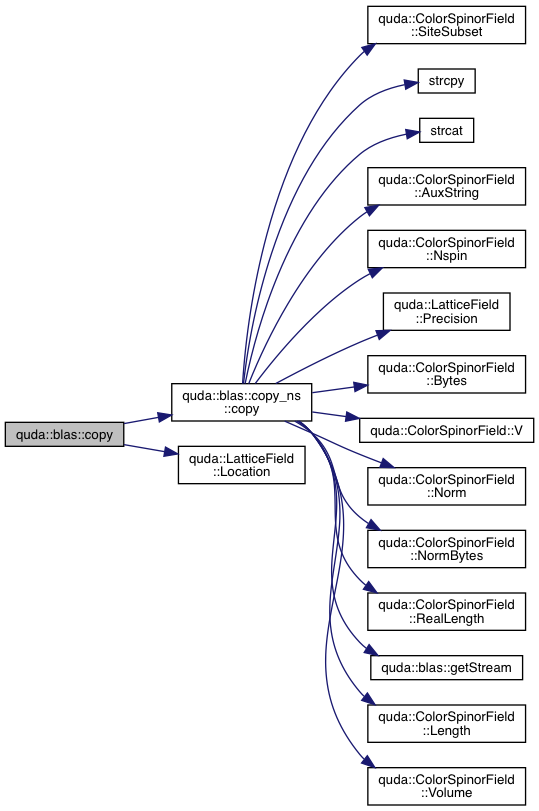 quda::blas::copy
quda::blas::copy_ns
::copy
quda::LatticeField
::Location
quda::ColorSpinorField
::SiteSubset
strcpy
strcat
quda::ColorSpinorField
::AuxString
quda::ColorSpinorField
::Nspin
quda::LatticeField
::Precision
quda::ColorSpinorField
::Bytes
quda::ColorSpinorField::V
quda::ColorSpinorField
::Norm
quda::ColorSpinorField
::NormBytes
quda::ColorSpinorField
::RealLength
quda::blas::getStream
quda::ColorSpinorField
::Length
quda::ColorSpinorField
::Volume